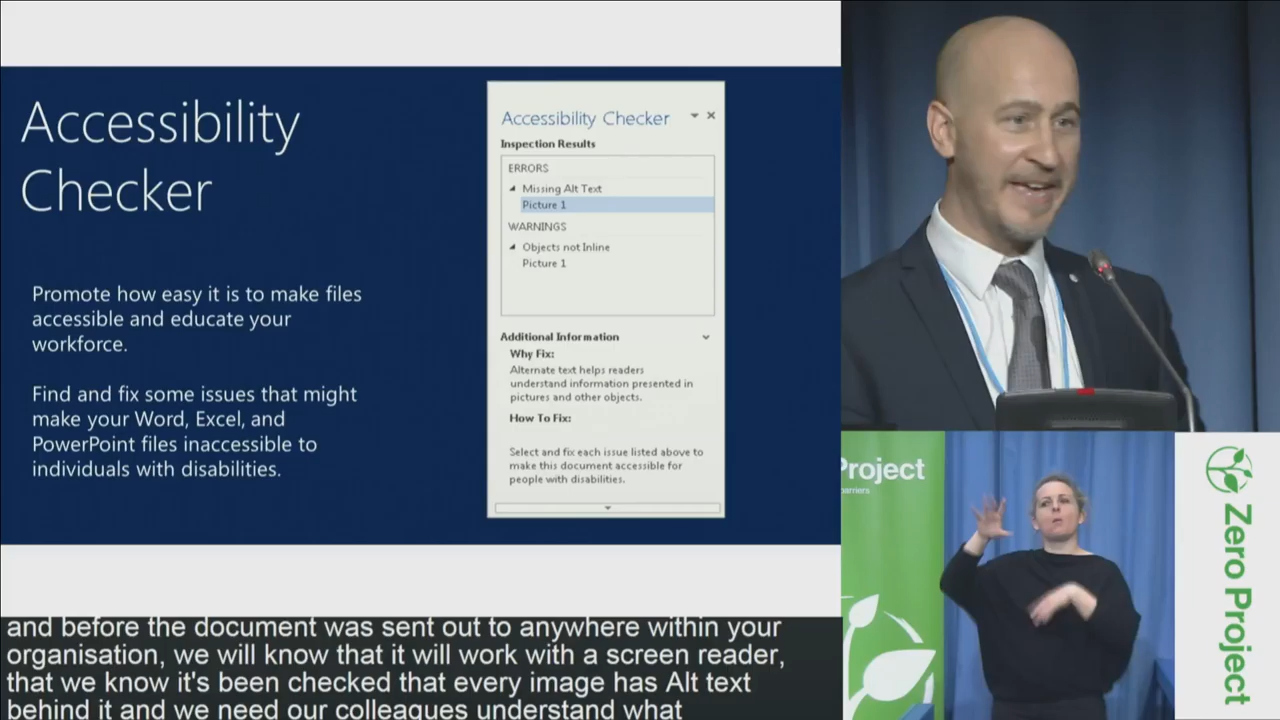 Accessibility
Checker
Promote how easy it is to make files
accessible and educate your
workforce.
Find and fix some issues that might
make your Word, Excel, and
PowerPoint files inaccessible to
individuals with disabilities.
Accessibility Checker
Inspection Results
ERRORS
Missing Alt Text
Picture 1
WARNINGS
Objects not Inline
Picture 1
Additional Information
Why Fix:
Alternate text helps readers
understand information presented in
pictures and other objects.
How To Fix:
Select and fix each issue listed above to
make this document accessible for
people with disabilities.
Project
barriers
Zero Project
and before the document was sent out to anywhere within your
organisation, we will know that it will work with a screen reader,
that we know it's been checked that every image has Alt text
behind it and we need our colleagues understand what